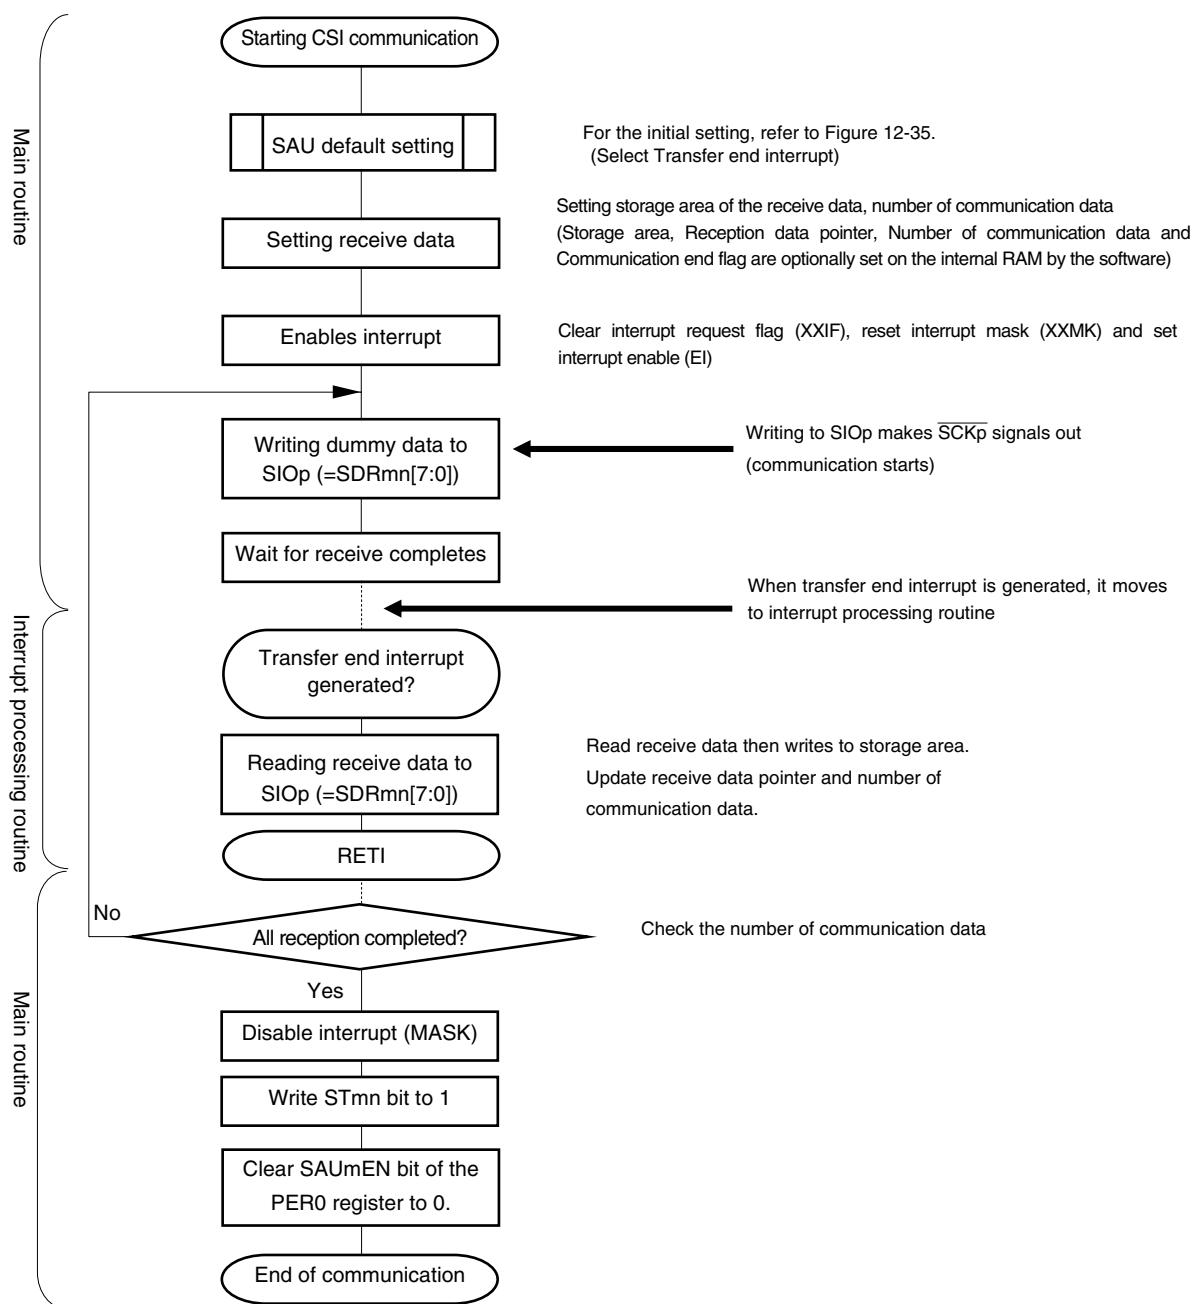 Starting CSI communication
Main routine
SAU default setting
For the initial setting, refer to Figure 12-35.
(Select Transfer end interrupt)
Setting receive data
Setting storage area of the receive data, number of communication data
(Storage area, Reception data pointer, Number of communication data and
Communication end flag are optionally set on the internal RAM by the software)
Enables interrupt
Clear interrupt request flag (XXIF), reset interrupt mask (XXMK) and set
interrupt enable (EI)
Writing dummy data to
SIOp (=SDRmn[7:0])
Writing to SIOp makes S̅C̅K̅p̅ signals out
(communication starts)
Wait for receive completes
When transfer end interrupt is generated, it moves
to interrupt processing routine
Interrupt processing routine
Transfer end interrupt
generated?
Reading receive data to
SIOp (=SDRmn[7:0])
Read receive data then writes to storage area.
Update receive data pointer and number of
communication data.
RETI
No
All reception completed?
Check the number of communication data
Yes
Main routine
Disable interrupt (MASK)
Write STmn bit to 1
Clear SAUmEN bit of the
PER0 register to 0.
End of communication